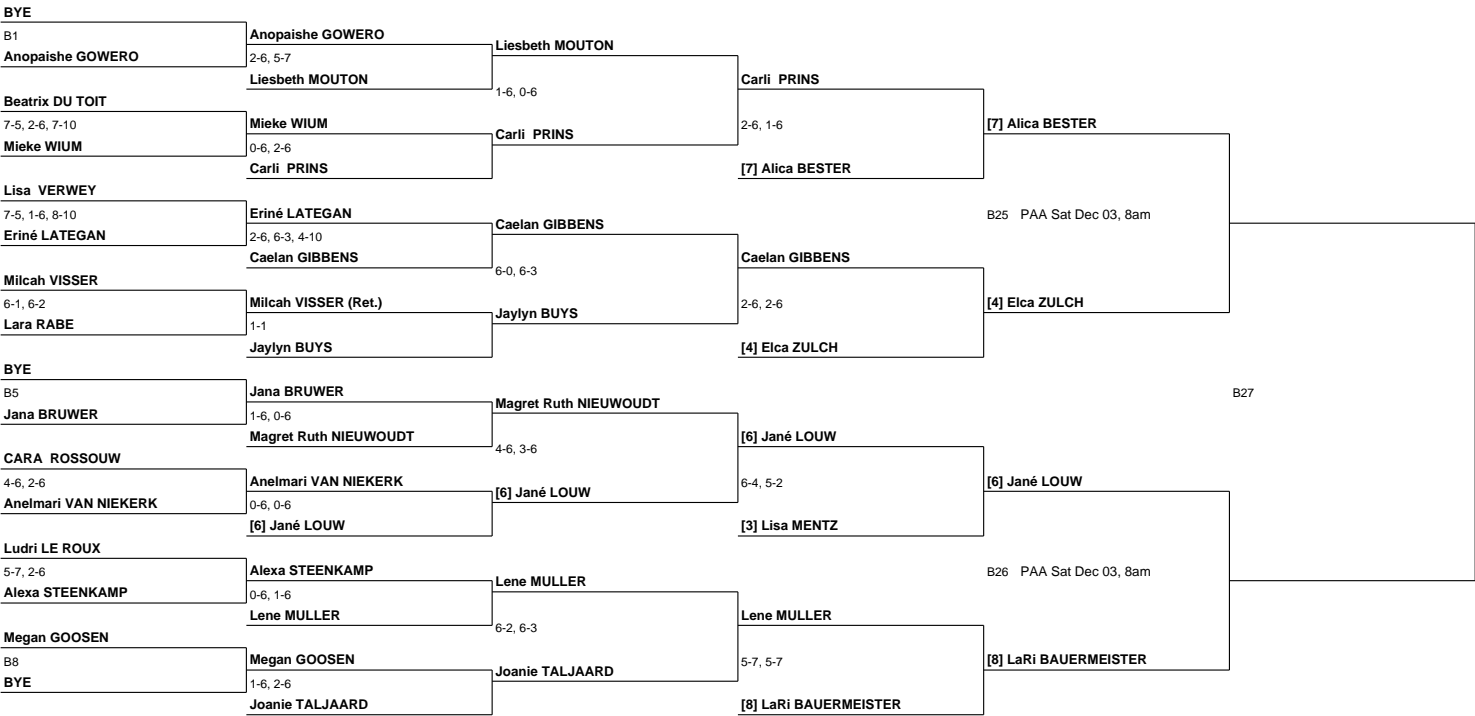 BYE
B1
Anopaishe GOWERO
Beatrix DU TOIT
7-5, 2-6, 7-10
Mieke WIUM
Lisa VERWEY
7-5, 1-6, 8-10
Eriné LATEGAN
Milcah VISSER
6-1, 6-2
Lara RABE
BYE
B5
Jana BRUWER
CARA ROSSOUW
4-6, 2-6
Anelmari VAN NIEKERK
Ludri LE ROUX
5-7, 2-6
Alexa STEENKAMP
Megan GOOSEN
B8
BYE
Anopaishe GOWERO
2-6, 5-7
Liesbeth MOUTON
Mieke WIUM
0-6, 2-6
Carli PRINS
Eriné LATEGAN
2-6, 6-3, 4-10
Caelan GIBBENS
Milcah VISSER (Ret.)
1-1
Jaylyn BUYS
Jana BRUWER
1-6, 0-6
Magret Ruth NIEUWOUDT
Anelmari VAN NIEKERK
0-6, 0-6
[6] Jané LOUW
Alexa STEENKAMP
0-6, 1-6
Lene MULLER
Megan GOOSEN
1-6, 2-6
Joanie TALJAARD
Liesbeth MOUTON
1-6, 0-6
Carli PRINS
Caelan GIBBENS
6-0, 6-3
Jaylyn BUYS
Magret Ruth NIEUWOUDT
4-6, 3-6
[6] Jané LOUW
Lene MULLER
6-2, 6-3
Joanie TALJAARD
Carli PRINS
2-6, 1-6
[7] Alica BESTER
Caelan GIBBENS
2-6, 2-6
[4] Elca ZULCH
[6] Jané LOUW
6-4, 5-2
[3] Lisa MENTZ
Lene MULLER
5-7, 5-7
[8] LaRi BAUERMEISTER
[7] Alica BESTER
B25 PAA Sat Dec 03, 8am
[4] Elca ZULCH
[6] Jané LOUW
B26 PAA Sat Dec 03, 8am
[8] LaRi BAUERMEISTER
B27